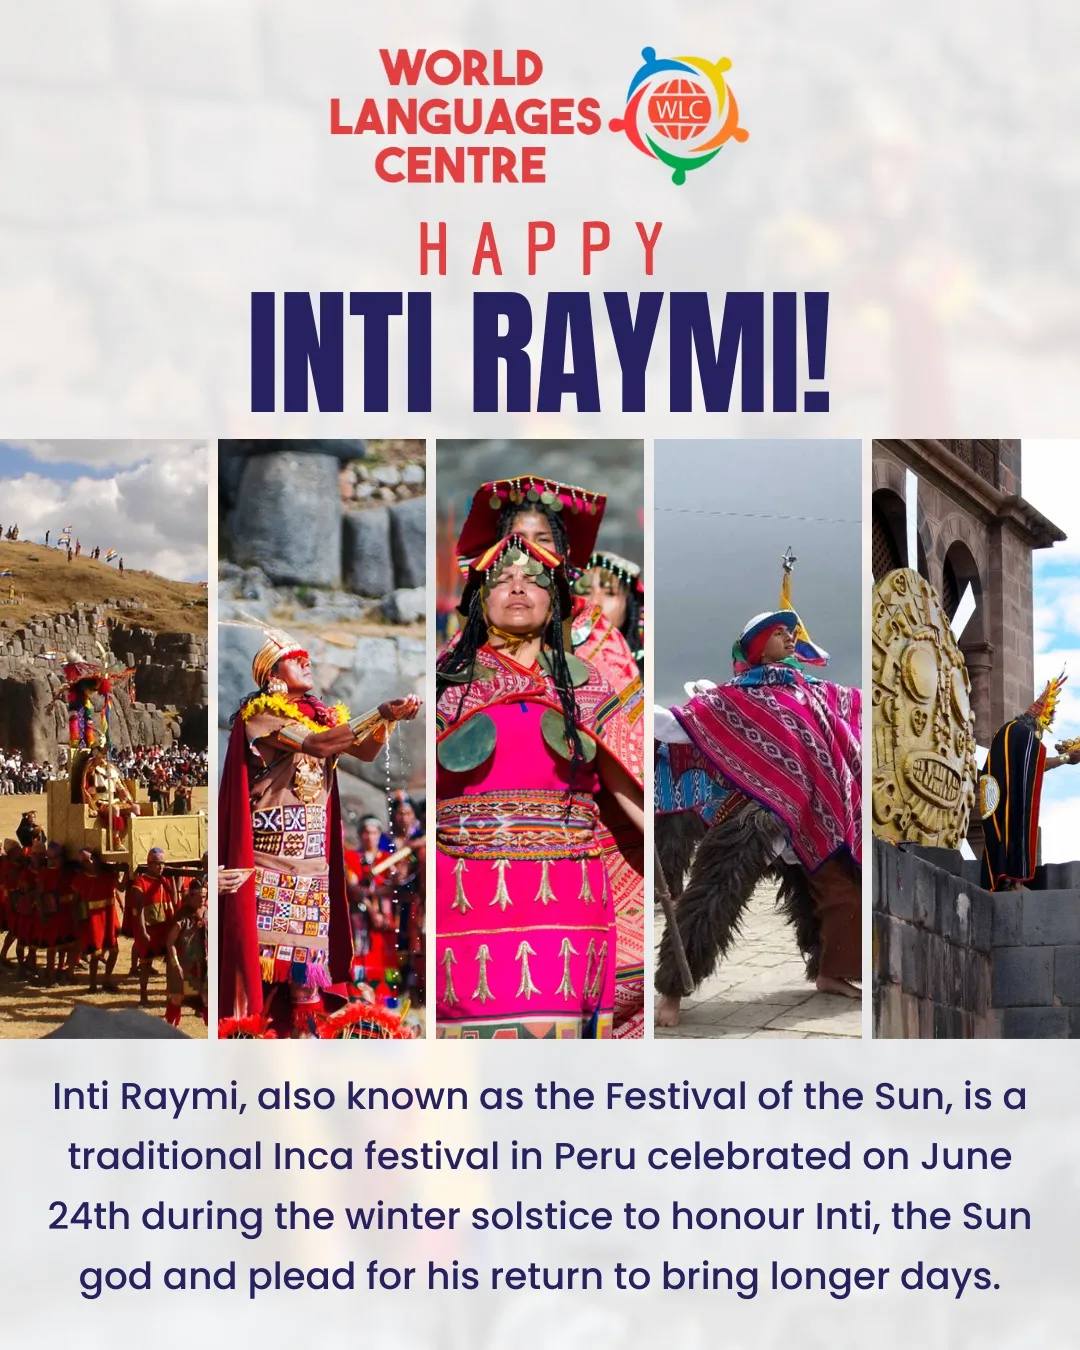 WORLD
LANGUAGES
CENTRE
WLC
HAPPY
INTI RAYMI!
Inti Raymi, also known as the Festival of the Sun, is a
traditional Inca festival in Peru celebrated on June
24th during the winter solstice to honour Inti, the Sun
god and plead for his return to bring longer days.